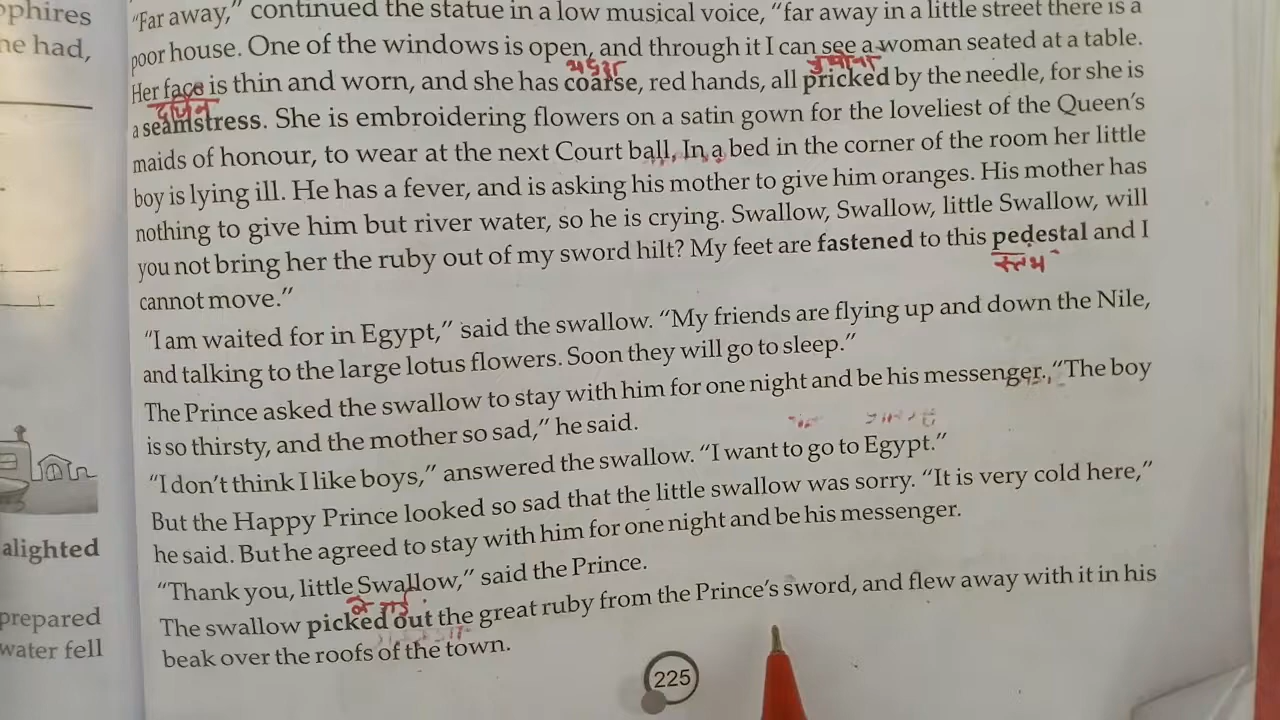 pphires
he had,
alighted
prepared
water fell
"Far away," continued the statue in a low musical voice, "far away in a little street there is a
poor house. One of the windows is open, and through it I can see a woman seated at a table.
Her face is thin and worn, and she has coarse, red hands, all pricked by the needle, for she is
दर्जिन
a seamstress. She is embroidering flowers on a satin gown for the loveliest of the Queen's
maids of honour, to wear at the next Court ball, In a bed in the corner of the room her little
boy is lying ill. He has a fever, and is asking his mother to give him oranges. His mother has
nothing to give him but river water, so he is crying. Swallow, Swallow, little Swallow, will
you not bring her the ruby out of my sword hilt? My feet are fastened to this pedestal and I
स्तंभ
cannot move."
"I am waited for in Egypt," said the swallow. "My friends are flying up and down the Nile,
and talking to the large lotus flowers. Soon they will go to sleep."
The Prince asked the swallow to stay with him for one night and be his messenger. "The boy
is so thirsty, and the mother so sad," he said.
"I don't think I like boys," answered the swallow. "I want to go to Egypt."
But the Happy Prince looked so sad that the little swallow was sorry. "It is very cold here,"
he said. But he agreed to stay with him for one night and be his messenger.
"Thank you, little Swallow," said the Prince.
The swallow picked out the great ruby from the Prince's sword, and flew away with it in his
beak over the roofs of the town.
225